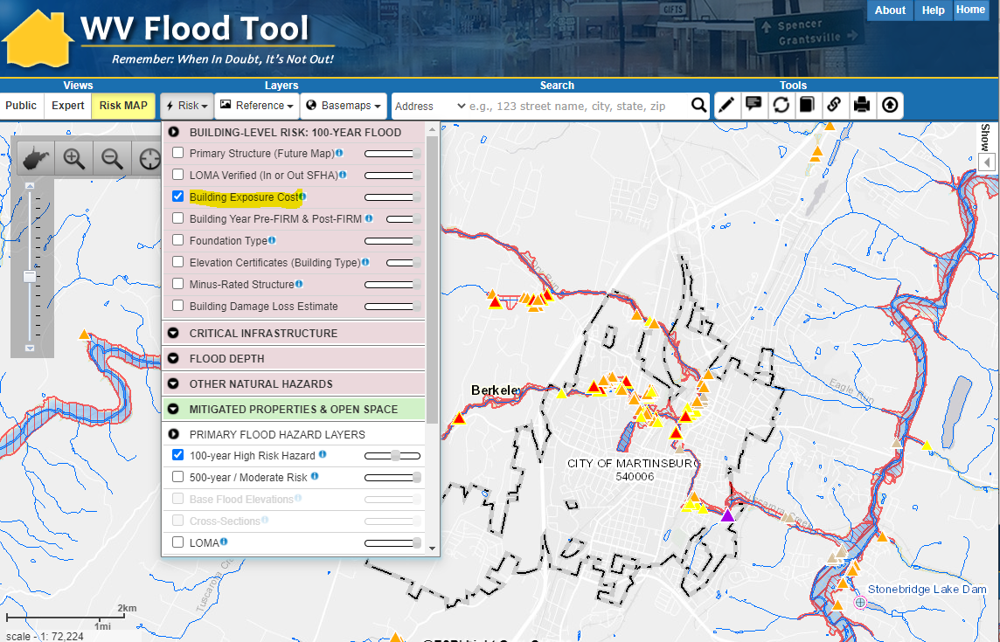 WV Flood Tool
Remember: When In Doubt, It's Not Out!
GIFTS
Spencer
Grantsville
About
Help
Home
Views
Layers
Search
Tools
Public
Expert
Risk MAP
Risk
Reference
Basemaps
Address
e.g., 123 street name, city, state, zip
Show
BUILDING-LEVEL RISK: 100-YEAR FLOOD
Primary Structure (Future Map)
LOMA Verified (In or Out SFHA)
Building Exposure Cost
Building Year Pre-FIRM & Post-FIRM
Foundation Type
Elevation Certificates (Building Type)
Minus-Rated Structure
Building Damage Loss Estimate
CRITICAL INFRASTRUCTURE
FLOOD DEPTH
OTHER NATURAL HAZARDS
MITIGATED PROPERTIES & OPEN SPACE
PRIMARY FLOOD HAZARD LAYERS
100-year High Risk Hazard
500-year / Moderate Risk
Base Flood Elevations
Cross-Sections
LOMA
Berkele
Eagle Run
CITY OF MARTINSBURG
540006
Tuscarora Creek
Stonebridge Lake Dam
2km
1mi
scale - 1: 72,224